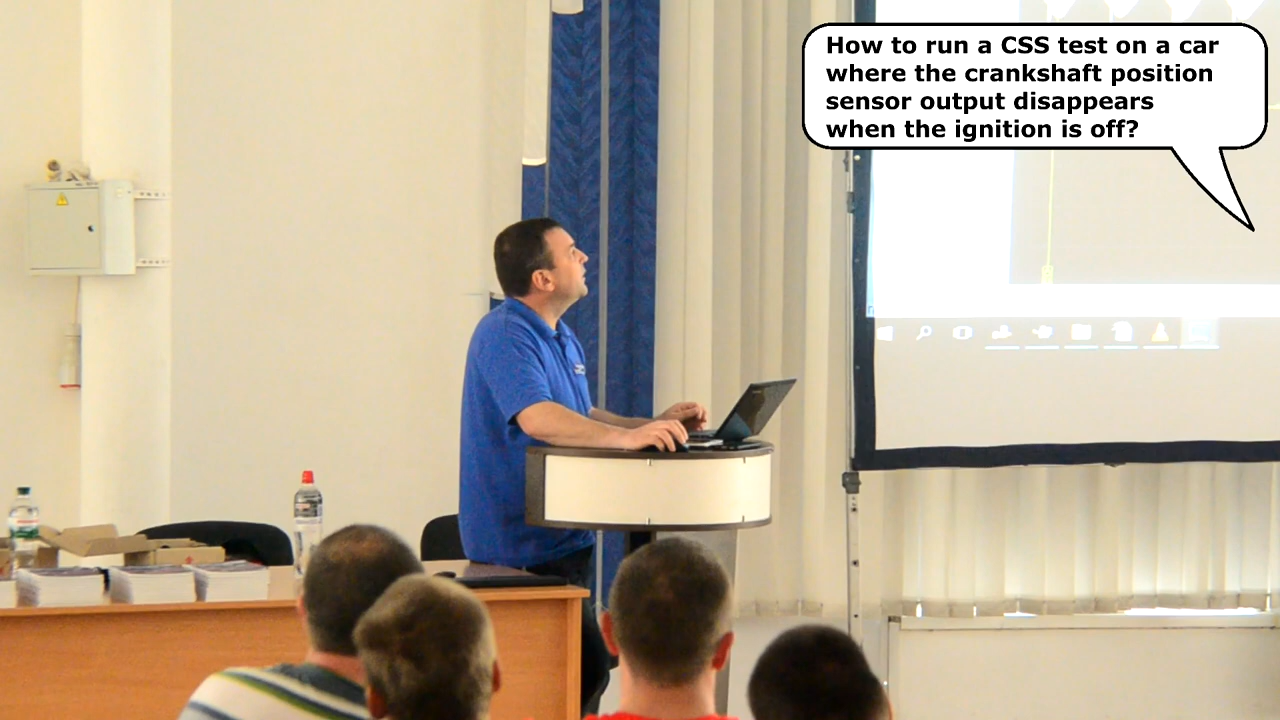 How to run a CSS test on a car
where the crankshaft position
sensor output disappears
when the ignition is off?